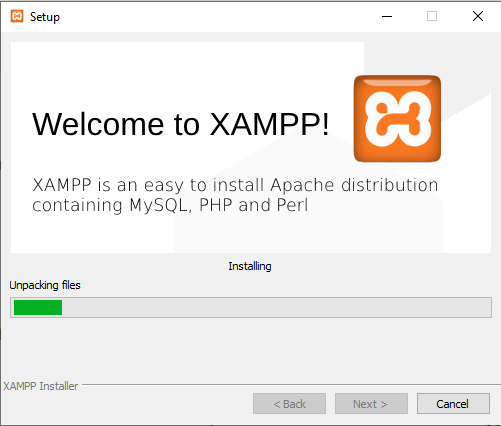 Setup
Welcome to XAMPP!
XAMPP is an easy to install Apache distribution
containing MySQL, PHP and Perl
Installing
Unpacking files
XAMPP Installer
< Back
Next >
Cancel